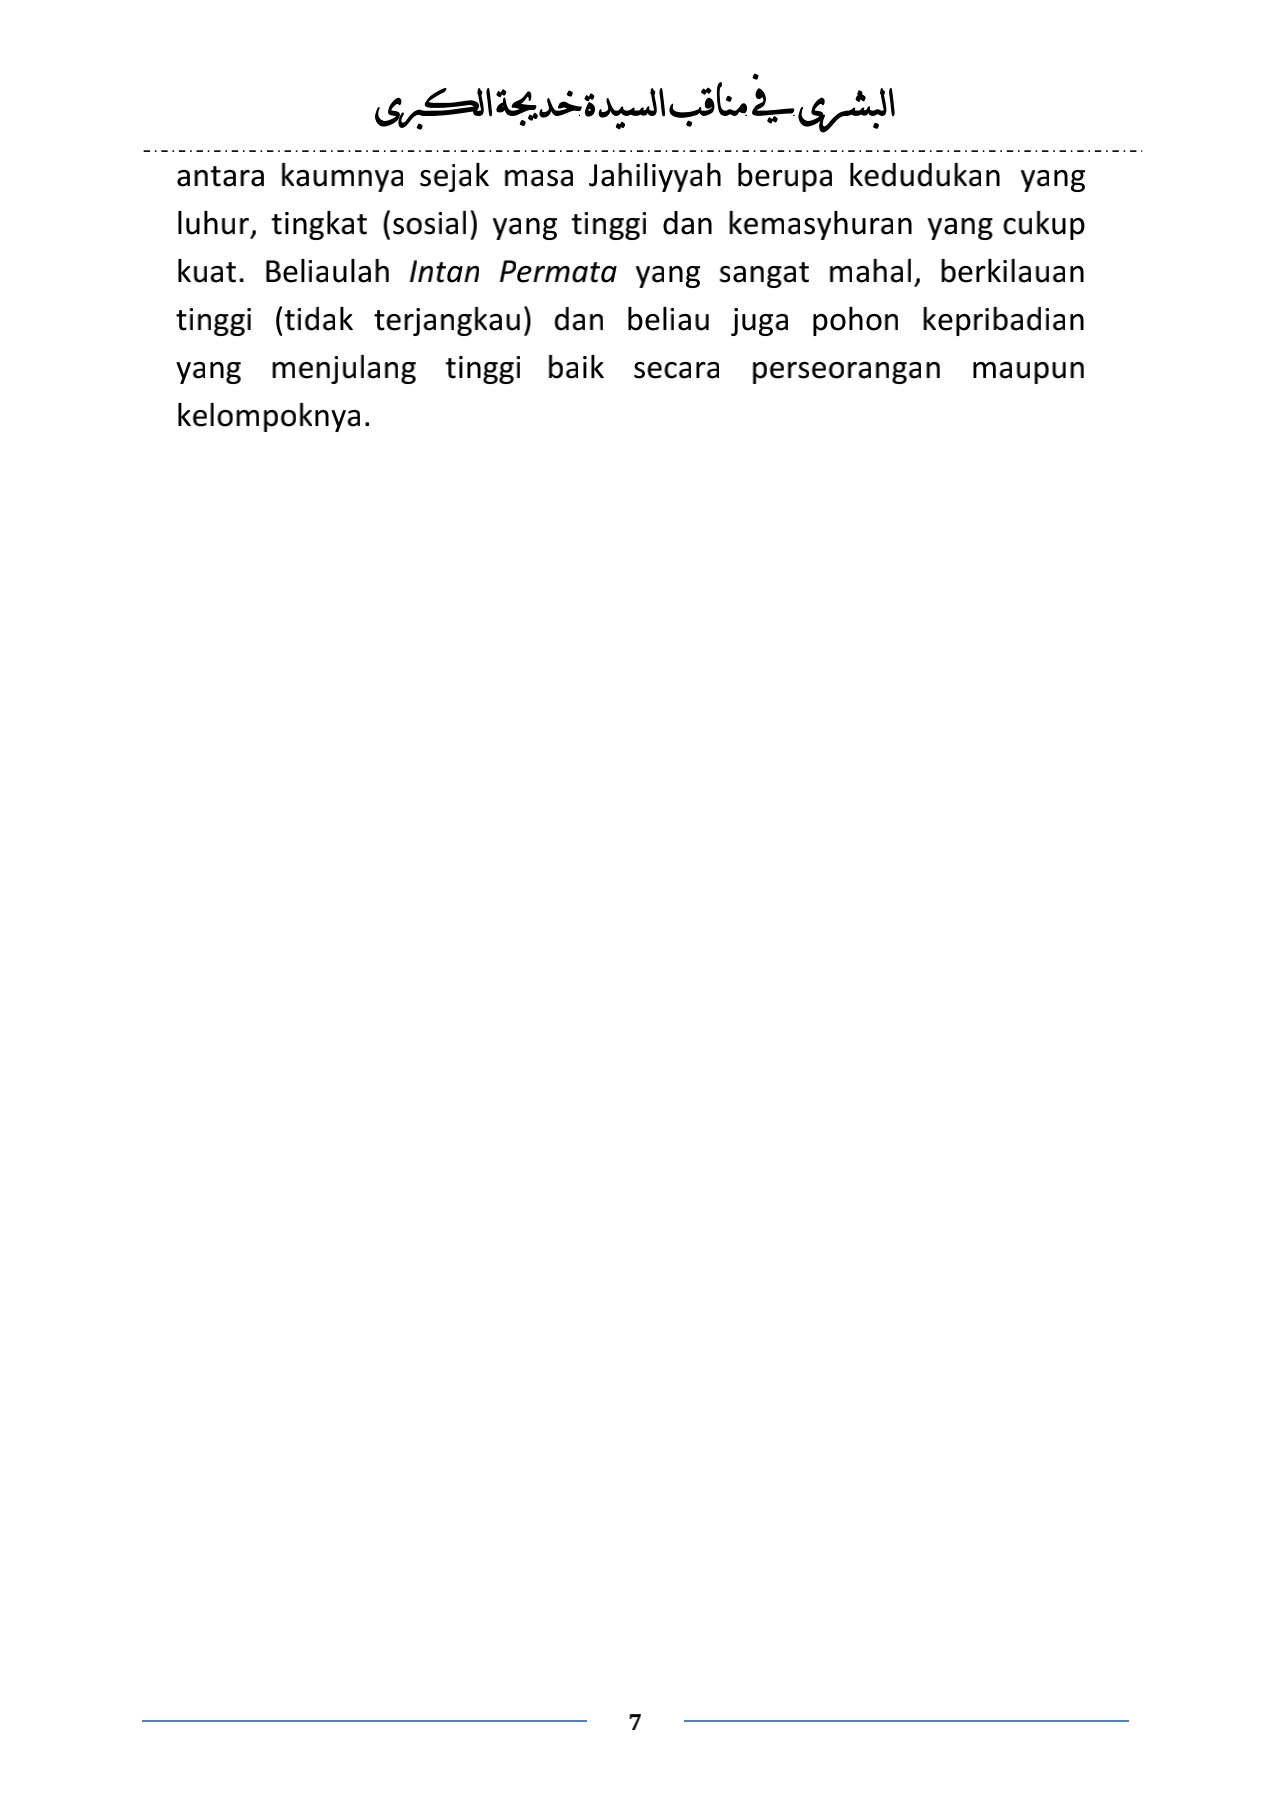 البشرى في مناقب السيدة خديجة الكبرى
antara kaumnya sejak masa Jahiliyyah berupa kedudukan yang
luhur, tingkat (sosial) yang tinggi dan kemasyhuran yang cukup
kuat. Beliaulah Intan Permata yang sangat mahal, berkilauan
tinggi (tidak terjangkau) dan beliau juga pohon kepribadian
yang menjulang tinggi baik secara perseorangan maupun
kelompoknya.
7